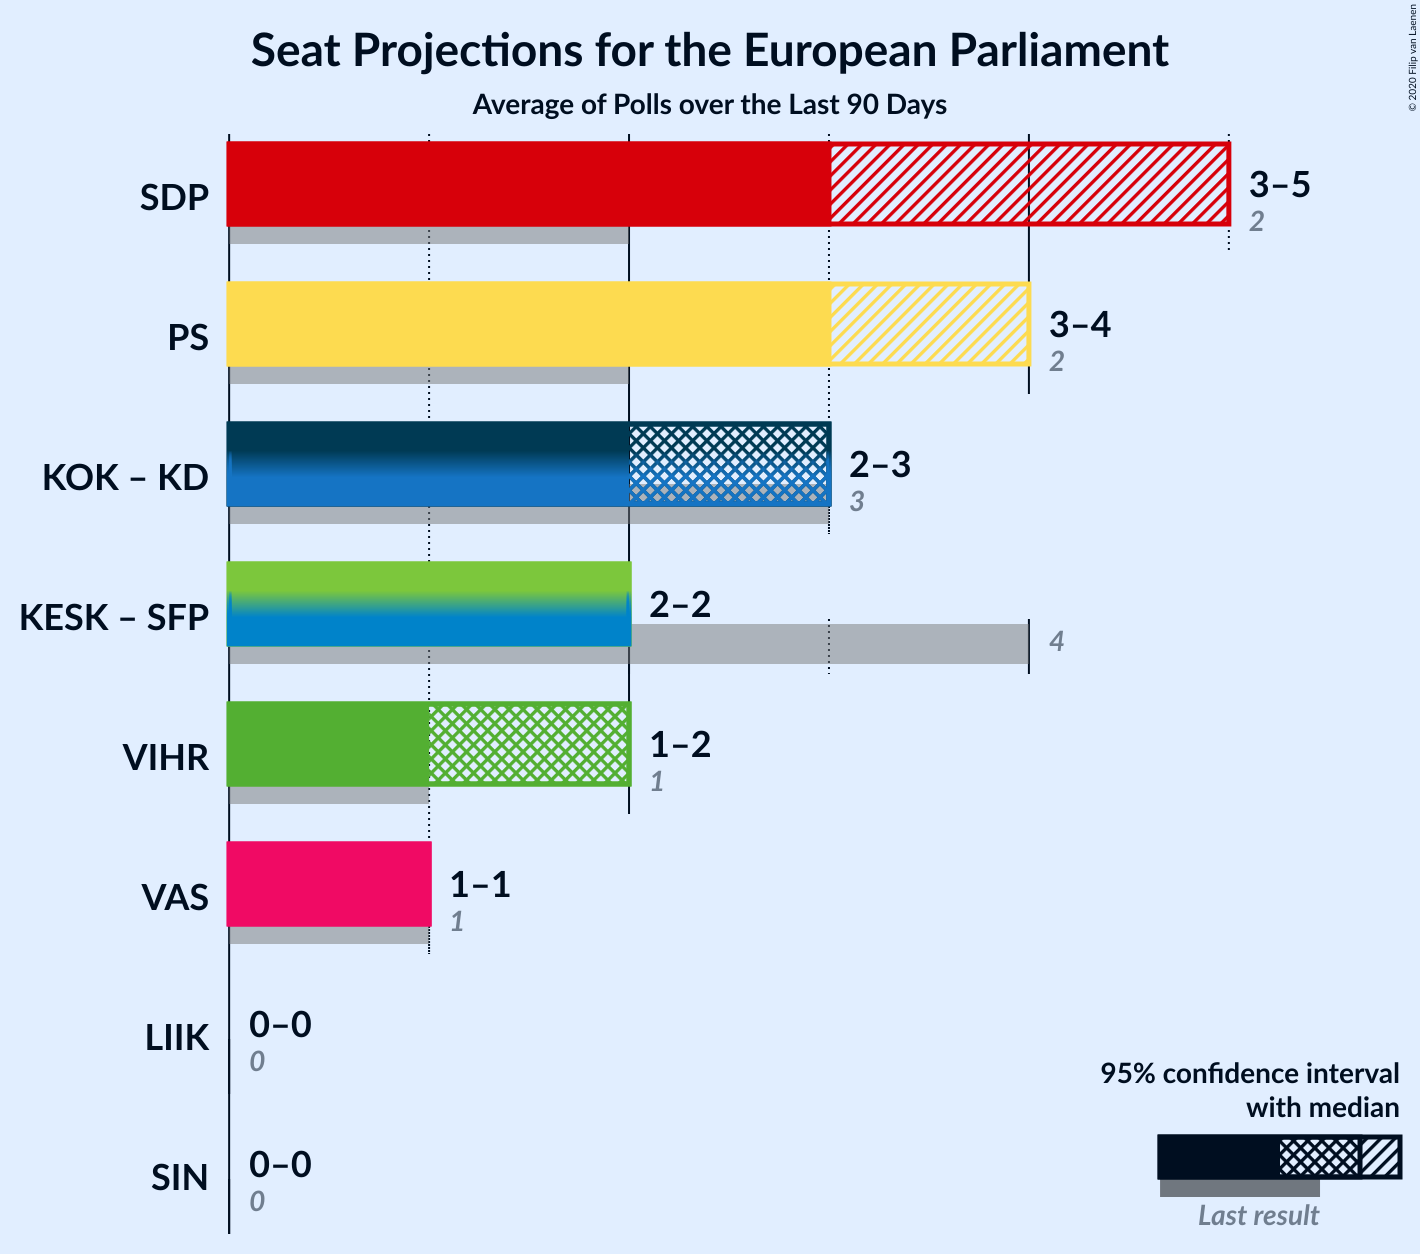 Seat Projections for the European Parliament
Average of Polls over the Last 90 Days
© 2020 Filip van Laenen
SDP
3–5
2
PS
3–4
2
KOK – KD
2–3
3
KESK – SFP
2–2
4
VIHR
1–2
1
VAS
1–1
1
LIIK
0–0
0
SIN
0–0
0
95% confidence interval
with median
Last result